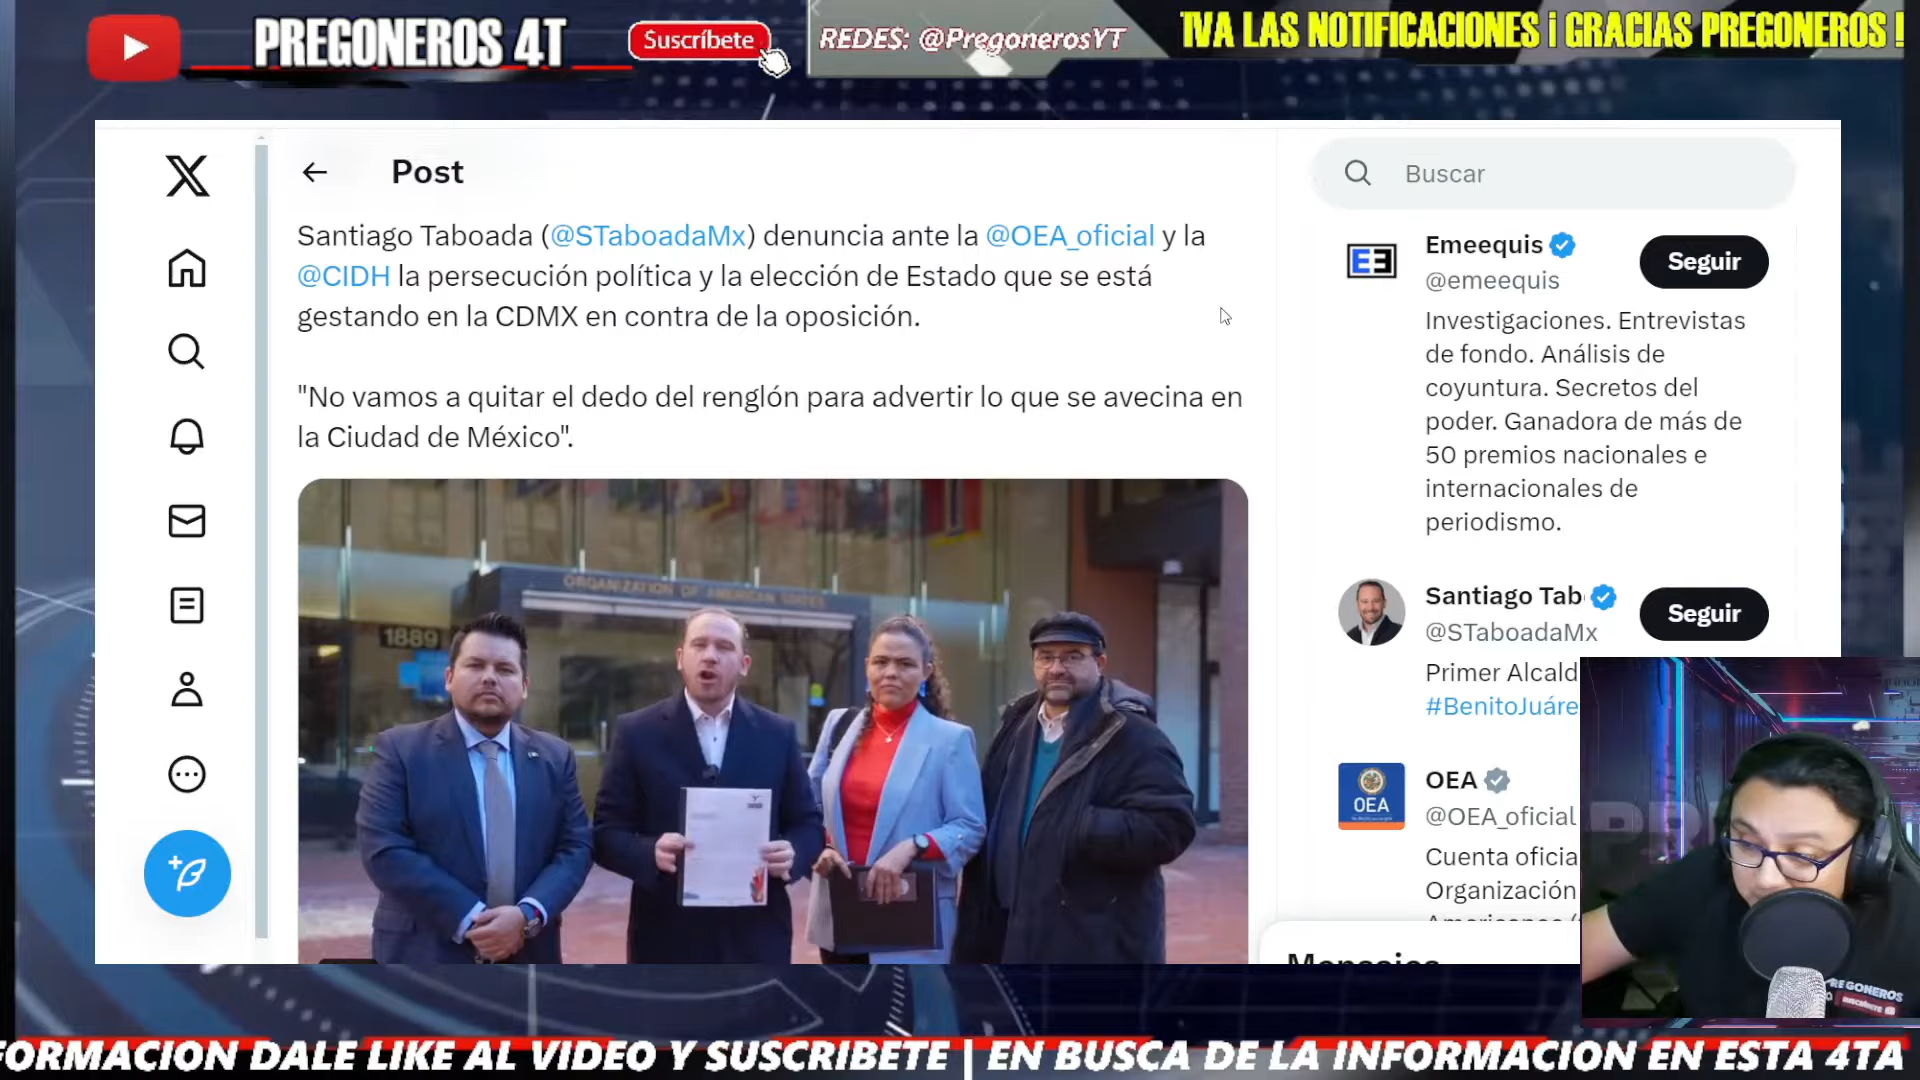 PREGONEROS 4T
Suscríbete
REDES: @PregonerosYT
IVA LAS NOTIFICACIONES ¡ GRACIAS PREGONEROS !
Post
Santiago Taboada (@STaboadaMx) denuncia ante la @OEA_oficial y la
@CIDH la persecución política y la elección de Estado que se está
gestando en la CDMX en contra de la oposición.
"No vamos a quitar el dedo del renglón para advertir lo que se avecina en
la Ciudad de México".
ORGANIZATION OF AMERICAN STATES
1889
Buscar
Emeequis
Seguir
@emeequis
Investigaciones. Entrevistas
de fondo. Análisis de
coyuntura. Secretos del
poder. Ganadora de más de
50 premios nacionales e
internacionales de
periodismo.
Santiago Tab
Seguir
@STaboadaMx
Primer Alcald
#BenitoJuáre
OEA
OEA
@OEA_oficial
Cuenta oficia
Organización
Mensajes
PREGONEROS
SUSCRIBETE
FORMACION DALE LIKE AL VIDEO Y SUSCRIBETE | EN BUSCA DE LA INFORMACION EN ESTA 4TA